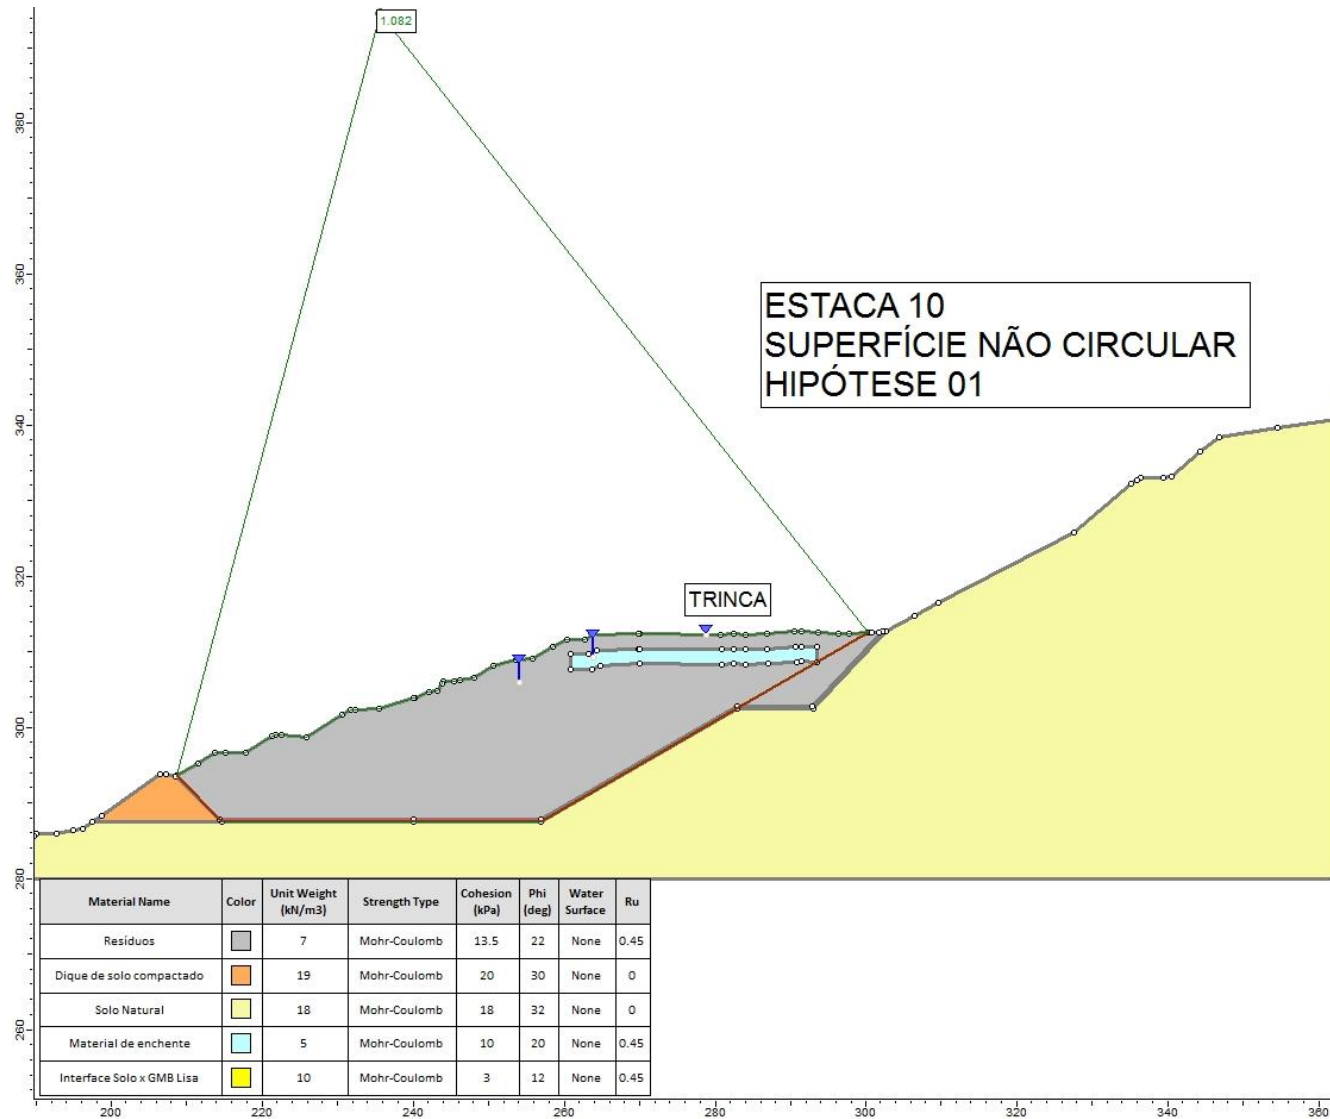 1.082
380
360
340
320
300
280
260
ESTACA 10
SUPERFÍCIE NÃO CIRCULAR
HIPÓTESE 01
TRINCA
Material Name Color Unit Weight (kN/m3) Strength Type Cohesion (kPa) Phi (deg) Water Surface Ru
Resíduos 7 Mohr-Coulomb 13.5 22 None 0.45
Dique de solo compactado 19 Mohr-Coulomb 20 30 None 0
Solo Natural 18 Mohr-Coulomb 18 32 None 0
Material de enchente 5 Mohr-Coulomb 10 20 None 0.45
Interface Solo x GMB Lisa 10 Mohr-Coulomb 3 12 None 0.45
200 220 240 260 280 300 320 340 360